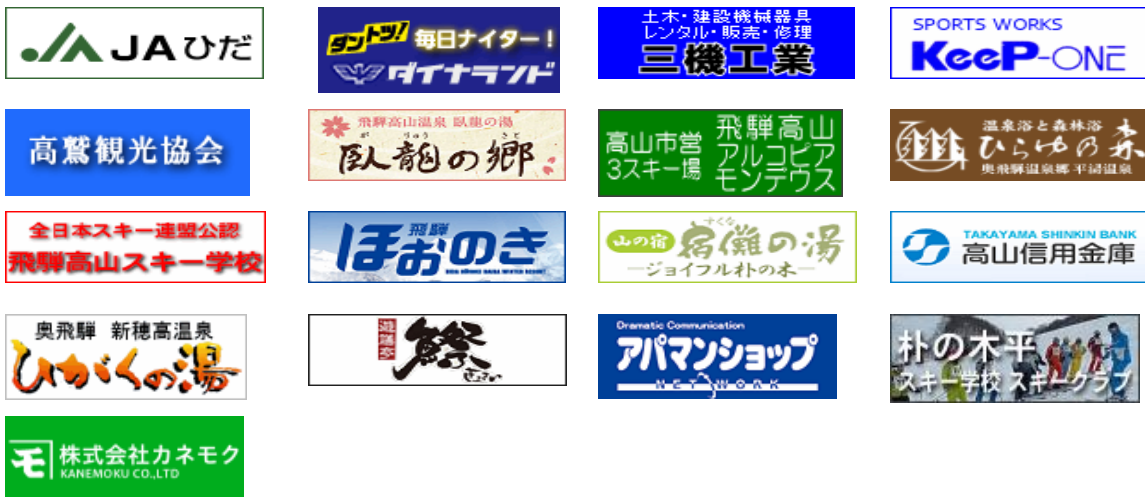 JAひだ
ダントツ! 毎日ナイター!
ダイナランド
土木・建設機械器具
レンタル・販売・修理
三機工業
SPORTS WORKS
KeeP-ONE
高鷲観光協会
飛騨高山温泉 臥龍の湯
が りゅう さと
臥龍の郷
高山市営
3スキー場
飛騨高山
アルコピア
モンデウス
温泉浴と森林浴
ひらゆの森
奥飛騨温泉郷 平湯温泉
全日本スキー連盟公認
飛騨高山スキー学校
飛騨
ほおのき
山の宿
すくな
宿儺の湯
ジョイフル朴の木
TAKAYAMA SHINKIN BANK
高山信用金庫
奥飛騨 新穂高温泉
ひがくの湯
Dramatic Communication
アパマンショップ
NETWORK
朴の木平
スキー学校 スキークラブ
モ 株式会社カネモク
KANEMOKU CO.,LTD